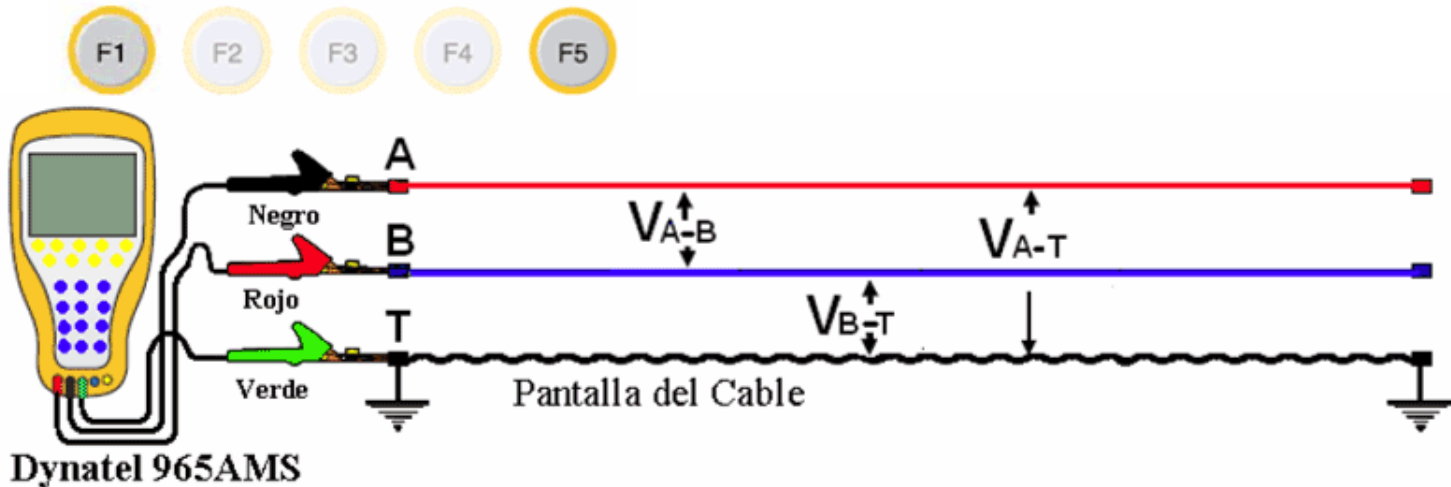 F1 F2 F3 F4 F5
A
Negro
VA-B
VA-T
B
Rojo
VB-T
T
Verde
Pantalla del Cable
Dynatel 965AMS